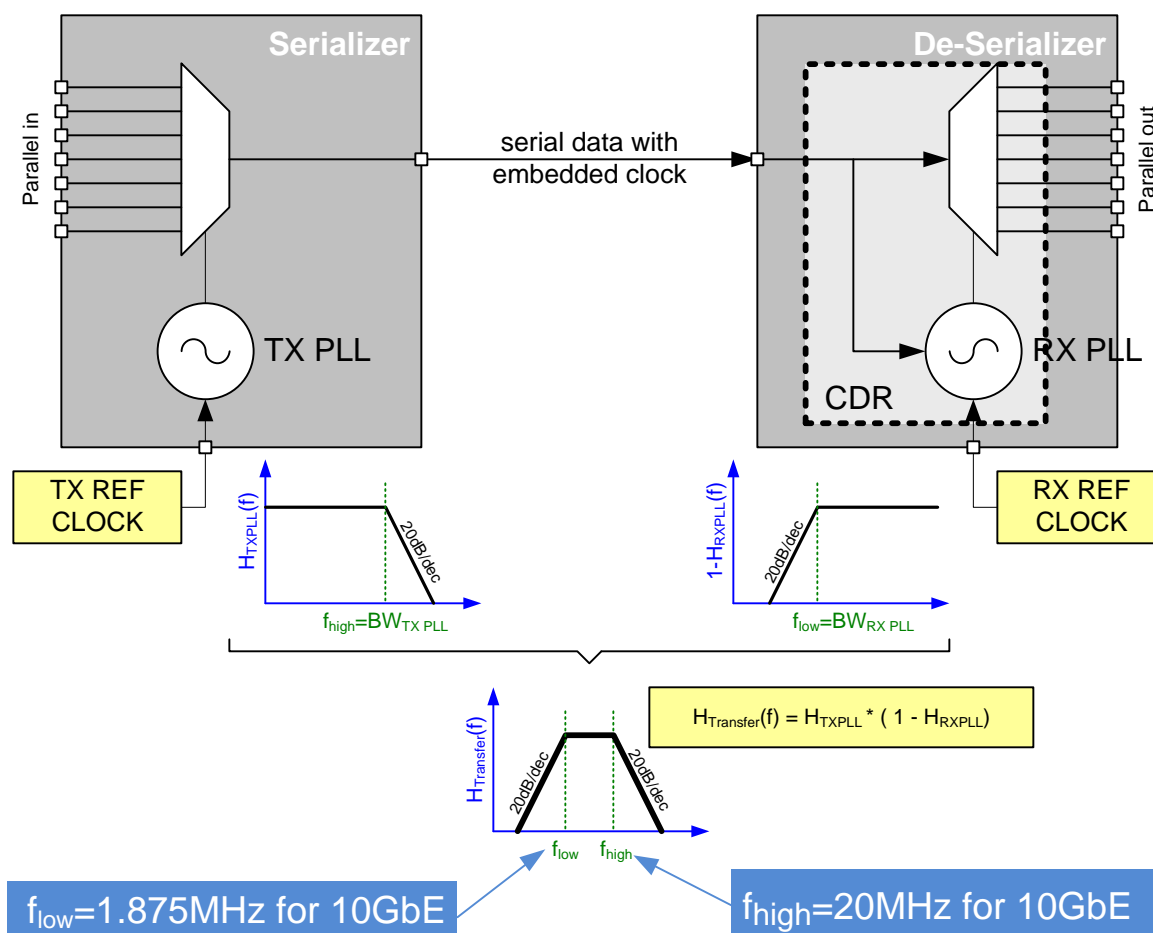 Serializer
De-Serializer
Parallel in
serial data with
embedded clock
Parallel out
TX PLL
RX PLL
CDR
TX REF
CLOCK
H_TXPLL(f)
20dB/dec
f_high=BW_TX PLL
1-H_RXPLL(f)
20dB/dec
f_low=BW_RX PLL
RX REF
CLOCK
H_Transfer(f) = H_TXPLL * ( 1 - H_RXPLL)
H_Transfer(f)
20dB/dec
20dB/dec
f_low
f_high
f_low=1.875MHz for 10GbE
f_high=20MHz for 10GbE